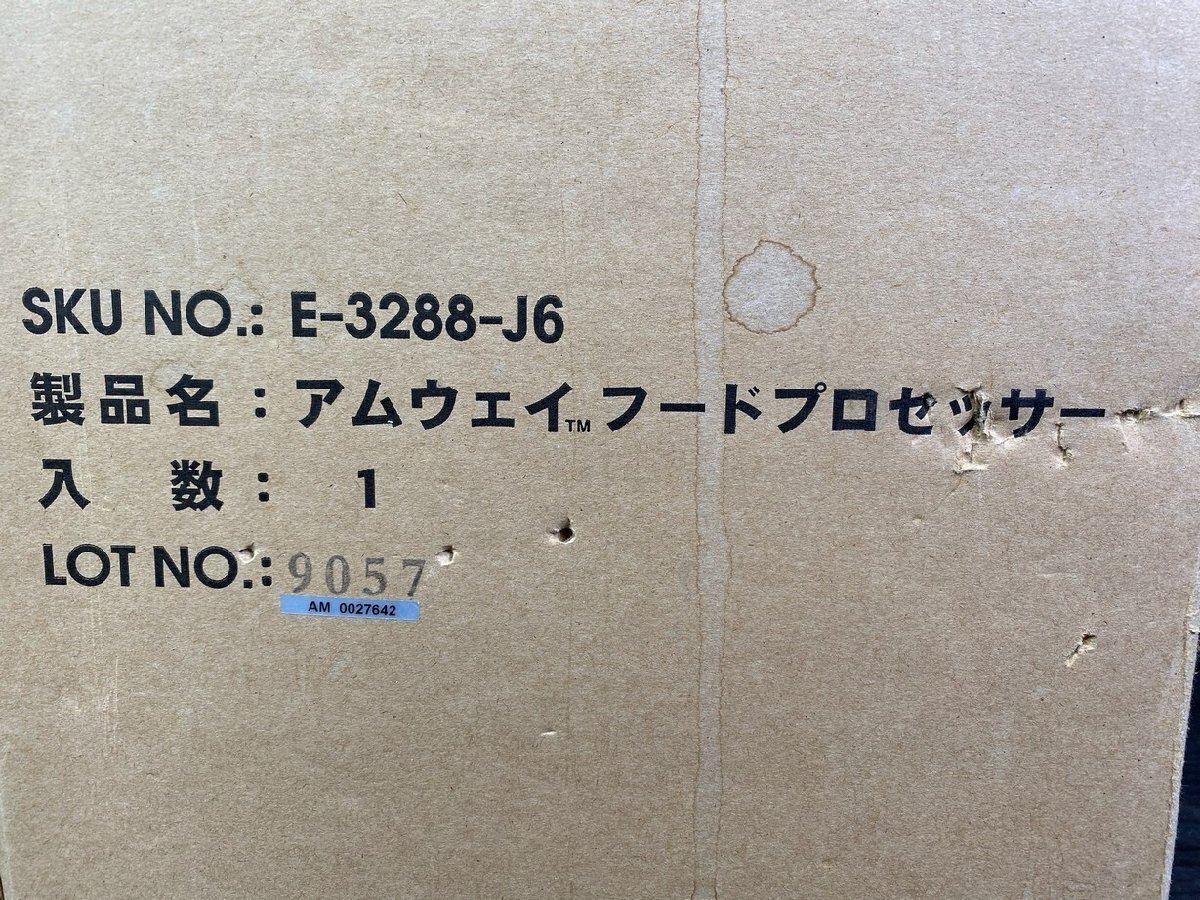 SKU NO.: E-3288-J6
製品名：アムウェイ™フードプロセッサー
入　数：　1
LOT NO.: 9057
AM 0027642